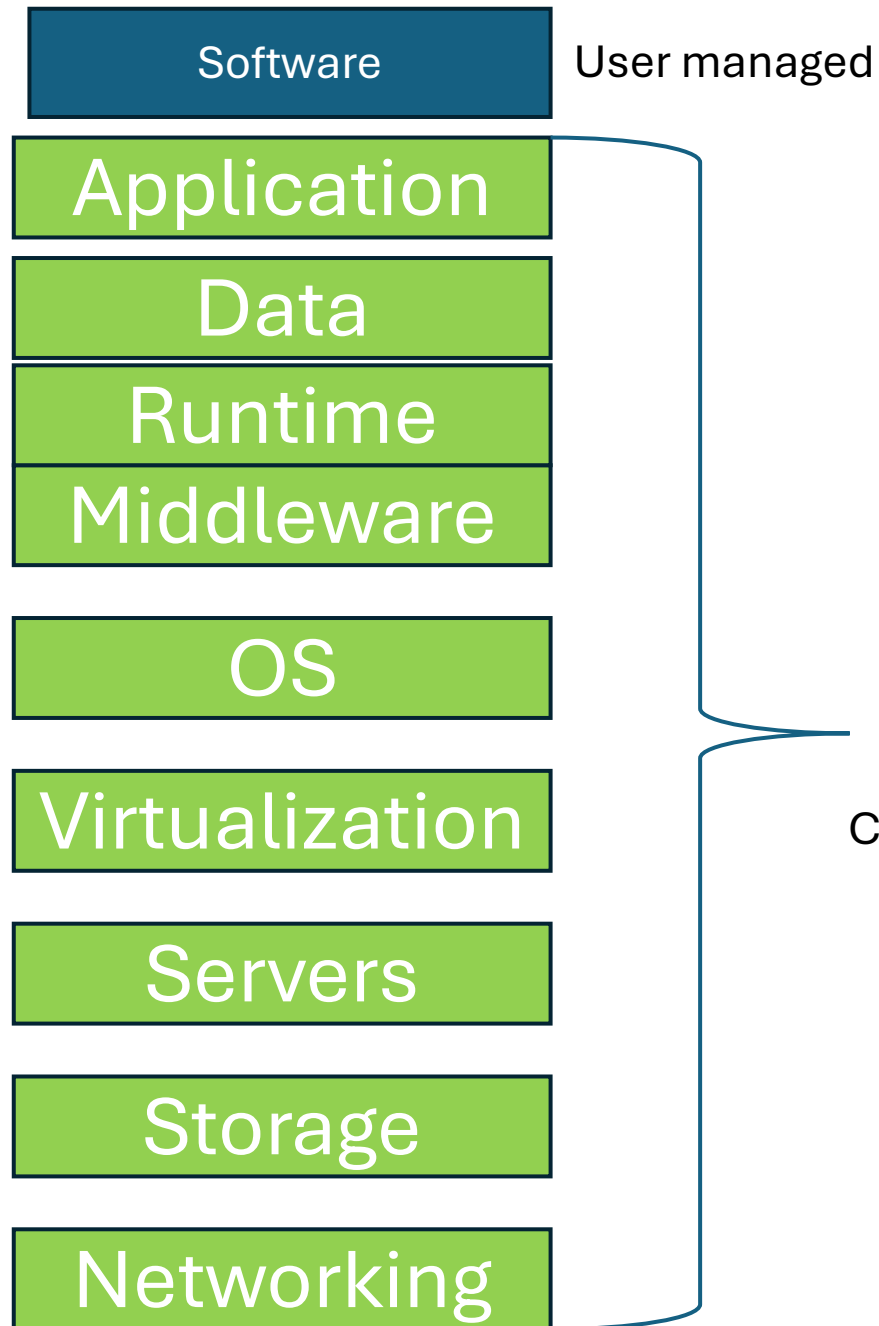 Software
User managed
Application
Data
Runtime
Middleware
OS
Virtualization
C
Servers
Storage
Networking